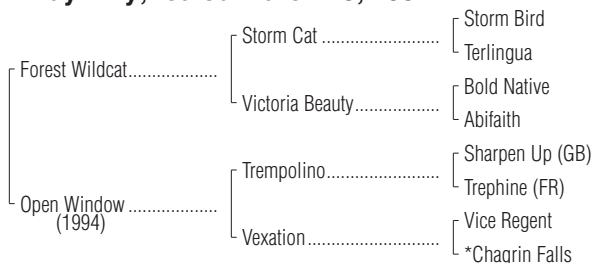 Forest Wildcat..................
Open Window ..................
(1994)
Storm Cat ........................
Victoria Beauty.................
Trempolino.......................
Vexation...........................
Storm Bird
Terlingua
Bold Native
Abifaith
Sharpen Up (GB)
Trephine (FR)
Vice Regent
*Chagrin Falls